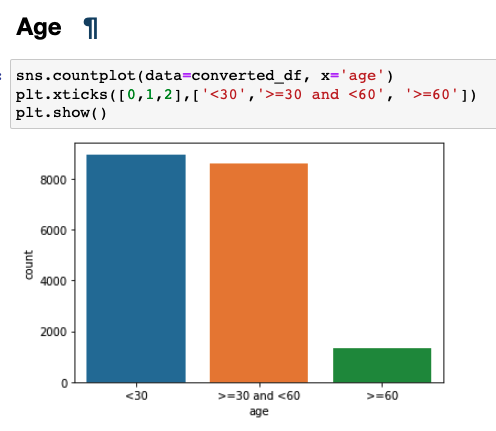 Age ¶
sns.countplot(data=converted_df, x='age')
plt.xticks([0,1,2],['<30','>=30 and <60', '>=60'])
plt.show()
8000
6000
4000
2000
0
count
<30 >=30 and <60 >=60
age